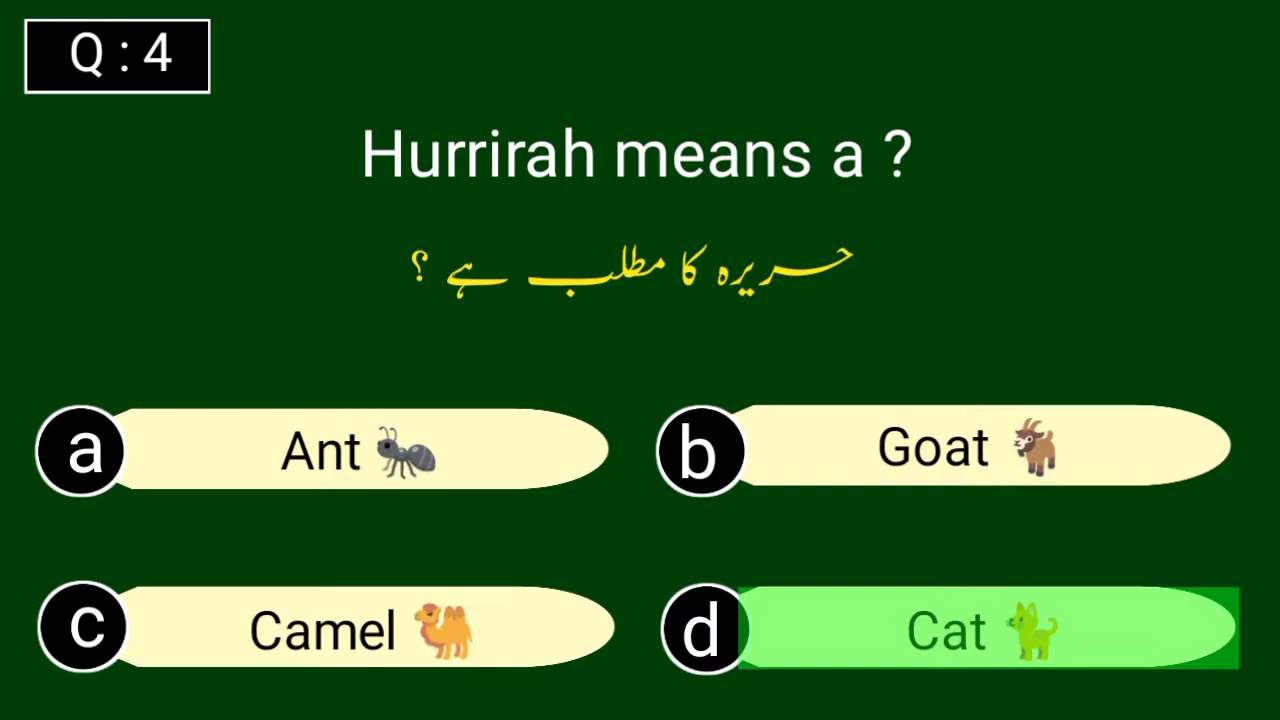 Q : 4
Hurrirah means a ?
حریرہ کا مطلب ہے ؟
a Ant
b Goat
c Camel
d Cat